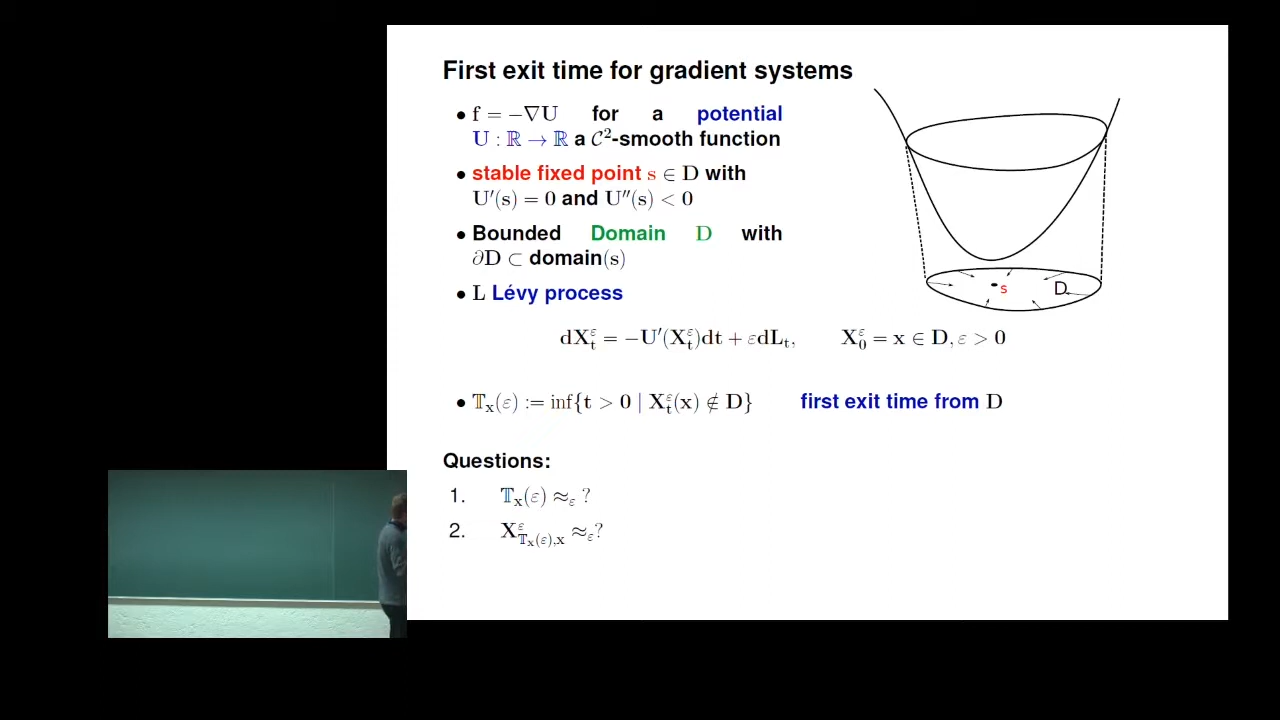 First exit time for gradient systems
• f = −∇U for a potential
U : ℝ → ℝ a 𝒞²-smooth function
• stable fixed point s ∈ D with
U′(s) = 0 and U″(s) < 0
• Bounded Domain D with
∂D ⊂ domain(s)
• L Lévy process
s D
dX^ε_t = −U′(X^ε_t)dt + εdL_t, X^ε_0 = x ∈ D, ε > 0
• 𝕋_x(ε) := inf{t > 0 | X^ε_t(x) ∉ D} first exit time from D
Questions:
1. 𝕋_x(ε) ≈_ε ?
2. X^ε_{𝕋_x(ε),x} ≈_ε?